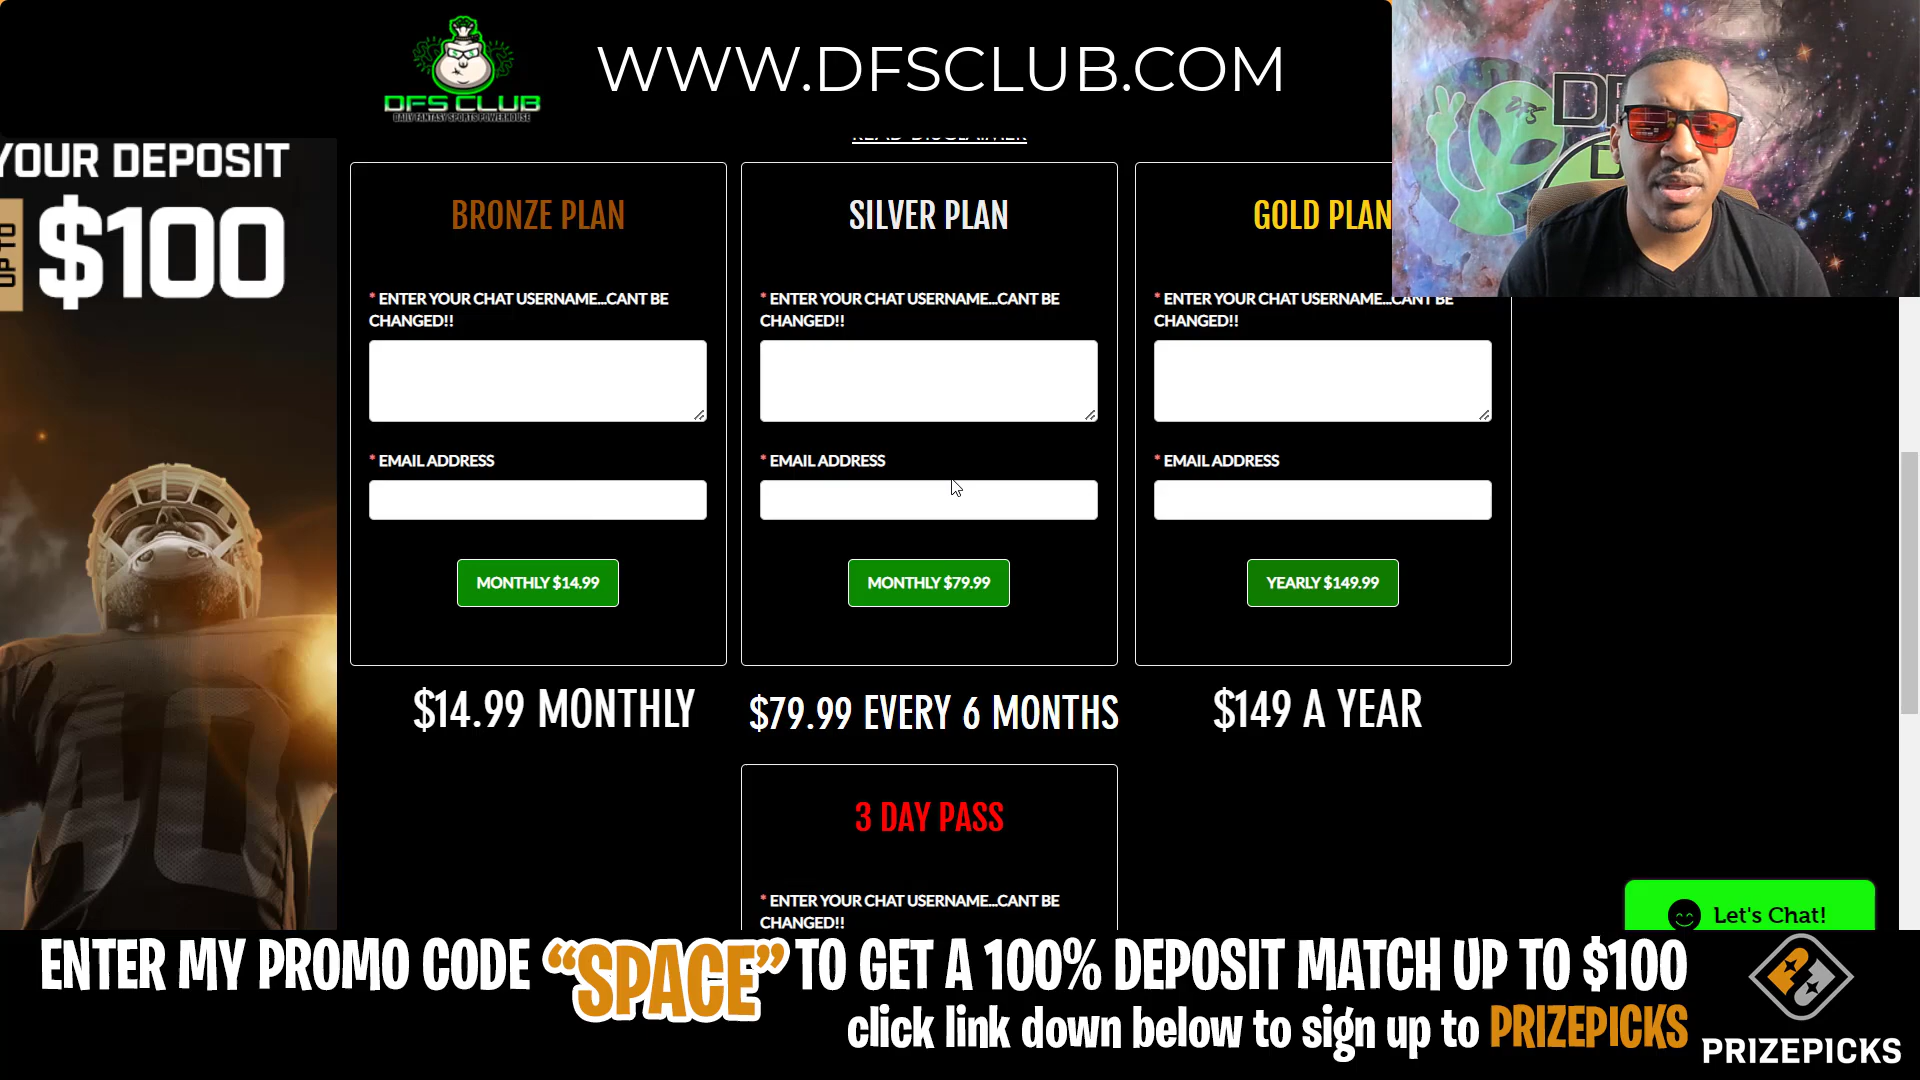 DFS CLUB
DAILY FANTASY SPORTS POWERHOUSE
WWW.DFSCLUB.COM
READ DISCLAIMER
YOUR DEPOSIT
UP TO
$100
BRONZE PLAN
* ENTER YOUR CHAT USERNAME...CANT BE
CHANGED!!
* EMAIL ADDRESS
MONTHLY $14.99
$14.99 MONTHLY
SILVER PLAN
* ENTER YOUR CHAT USERNAME...CANT BE
CHANGED!!
* EMAIL ADDRESS
MONTHLY $79.99
$79.99 EVERY 6 MONTHS
GOLD PLAN
* ENTER YOUR CHAT USERNAME...CANT BE
CHANGED!!
* EMAIL ADDRESS
YEARLY $149.99
$149 A YEAR
3 DAY PASS
* ENTER YOUR CHAT USERNAME...CANT BE
CHANGED!!
Let's Chat!
ENTER MY PROMO CODE "SPACE" TO GET A 100% DEPOSIT MATCH UP TO $100
click link down below to sign up to PRIZEPICKS
PRIZEPICKS